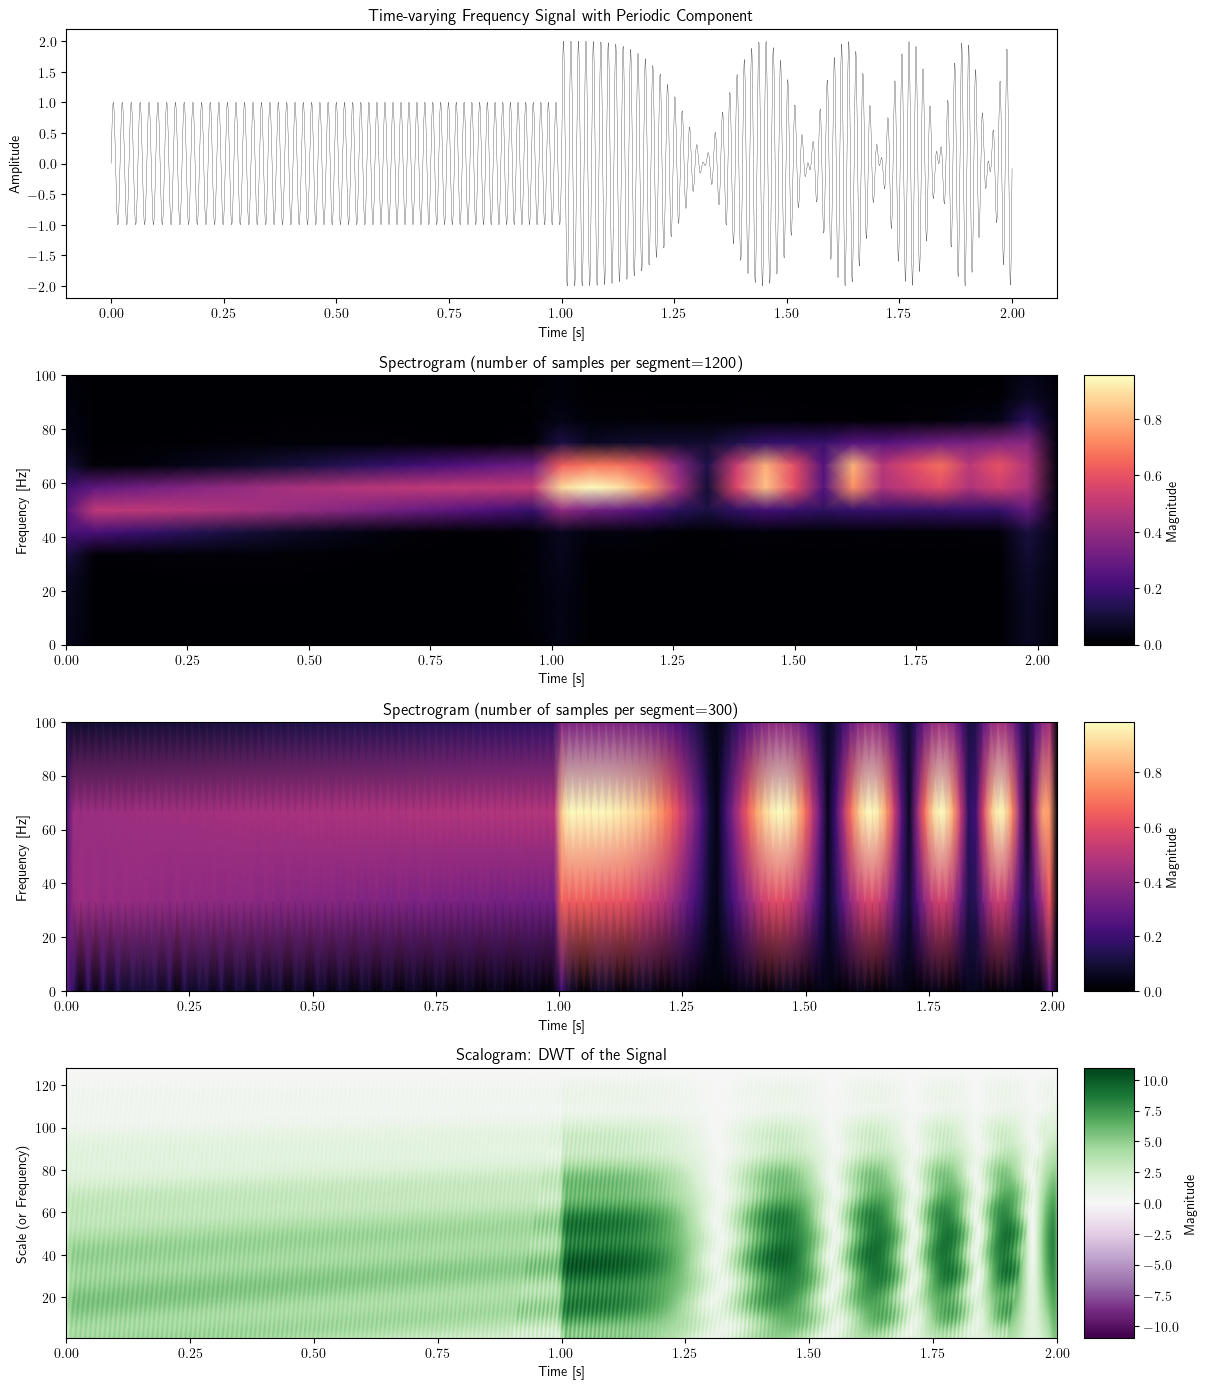 Time-varying Frequency Signal with Periodic Component
2.0
1.5
1.0
0.5
0.0
−0.5
−1.0
−1.5
−2.0
Amplitude
0.00 0.25 0.50 0.75 1.00 1.25 1.50 1.75 2.00
Time [s]
Spectrogram (number of samples per segment=1200)
100
80
60
40
20
0
Frequency [Hz]
0.00 0.25 0.50 0.75 1.00 1.25 1.50 1.75 2.00
Time [s]
0.8
0.6
0.4
0.2
0.0
Magnitude
Spectrogram (number of samples per segment=300)
100
80
60
40
20
0
Frequency [Hz]
0.00 0.25 0.50 0.75 1.00 1.25 1.50 1.75 2.00
Time [s]
0.8
0.6
0.4
0.2
0.0
Magnitude
Scalogram: DWT of the Signal
120
100
80
60
40
20
Scale (or Frequency)
0.00 0.25 0.50 0.75 1.00 1.25 1.50 1.75 2.00
Time [s]
10.0
7.5
5.0
2.5
0.0
−2.5
−5.0
−7.5
−10.0
Magnitude